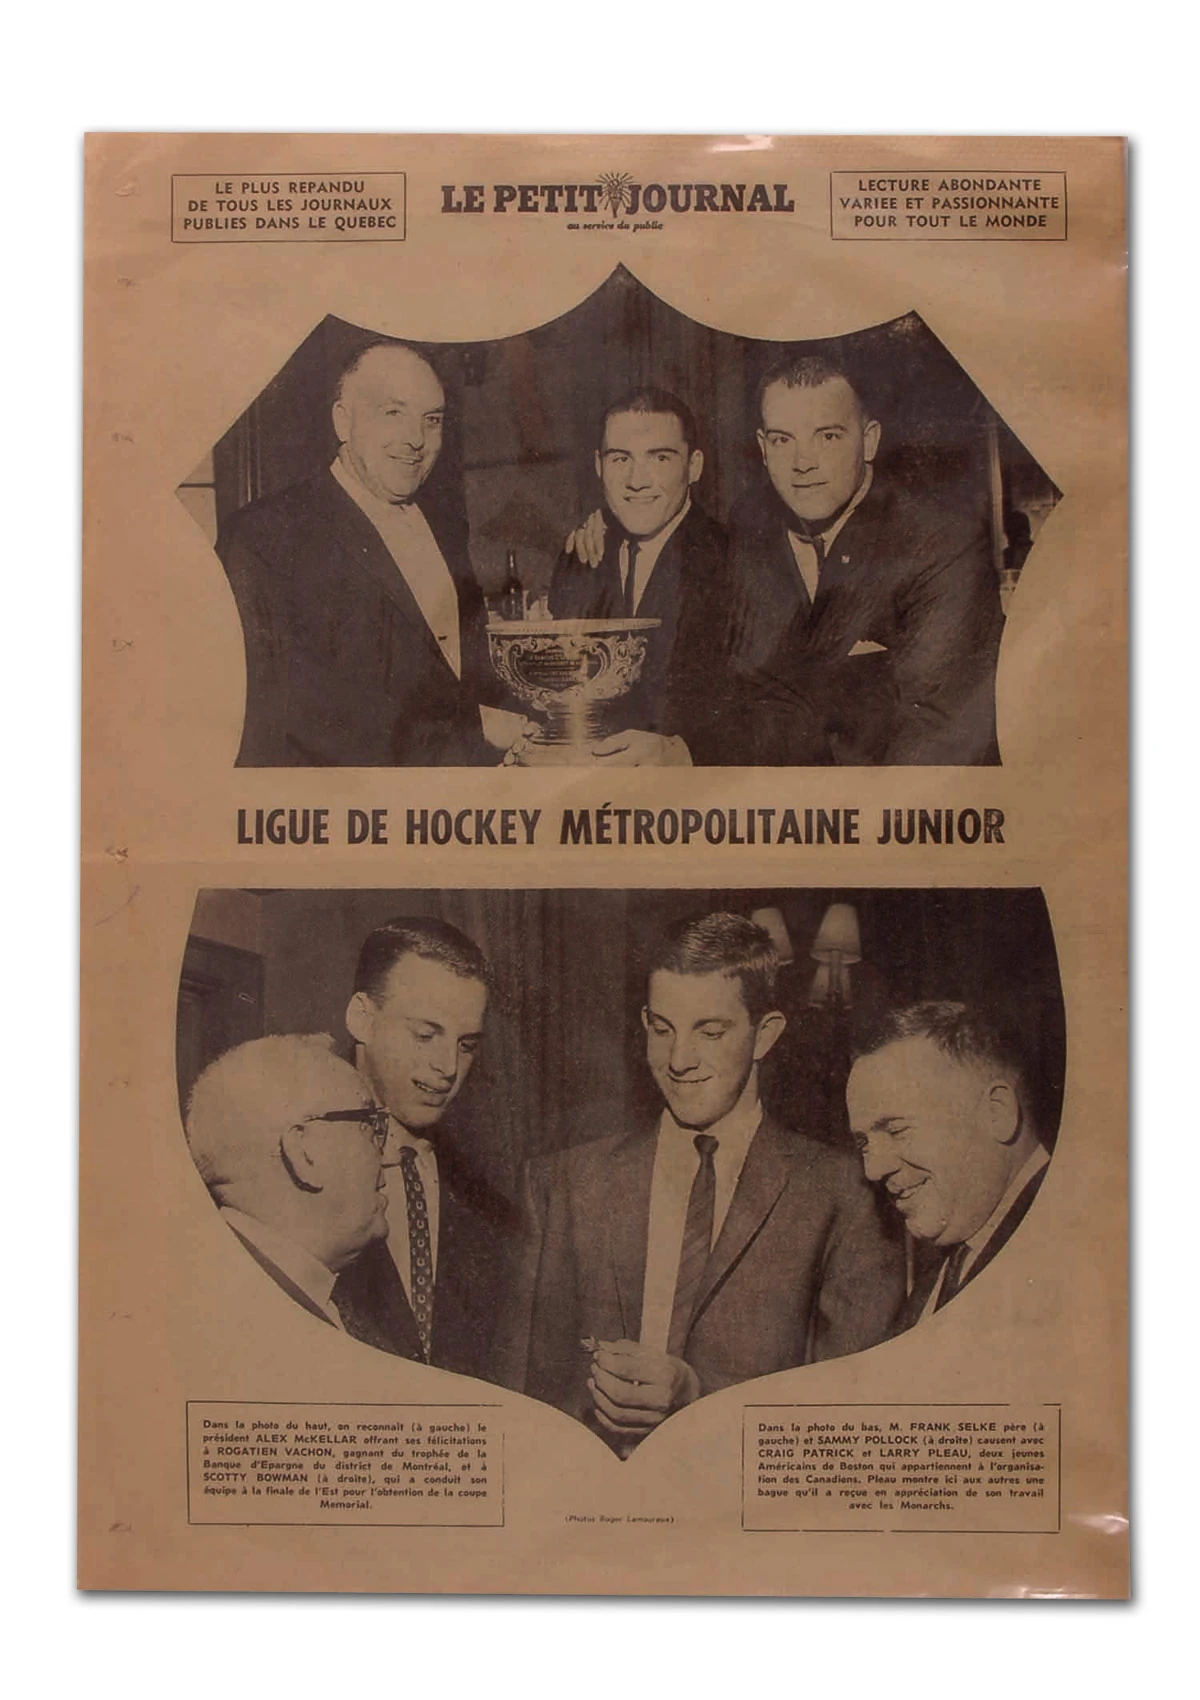 LE PLUS REPANDU
DE TOUS LES JOURNAUX
PUBLIES DANS LE QUEBEC
LE PETIT JOURNAL
au service du public
LECTURE ABONDANTE
VARIEE ET PASSIONNANTE
POUR TOUT LE MONDE
LIGUE DE HOCKEY MÉTROPOLITAINE JUNIOR
Dans la photo du haut, on reconnaît (à gauche) le
président ALEX McKELLAR offrant ses félicitations
à ROGATIEN VACHON, gagnant du trophée de la
Banque d'Epargne du district de Montréal, et à
SCOTTY BOWMAN (à droite), qui a conduit son
équipe à la finale de l'Est pour l'obtention de la coupe
Memorial.
(Photos Roger Lamoureux)
Dans la photo du bas, M. FRANK SELKE père (à
gauche) et SAMMY POLLOCK (à droite) causent avec
CRAIG PATRICK et LARRY PLEAU, deux jeunes
Américains de Boston qui appartiennent à l'organisa-
tion des Canadiens. Pleau montre ici aux autres une
bague qu'il a reçue en appréciation de son travail
avec les Monarchs.